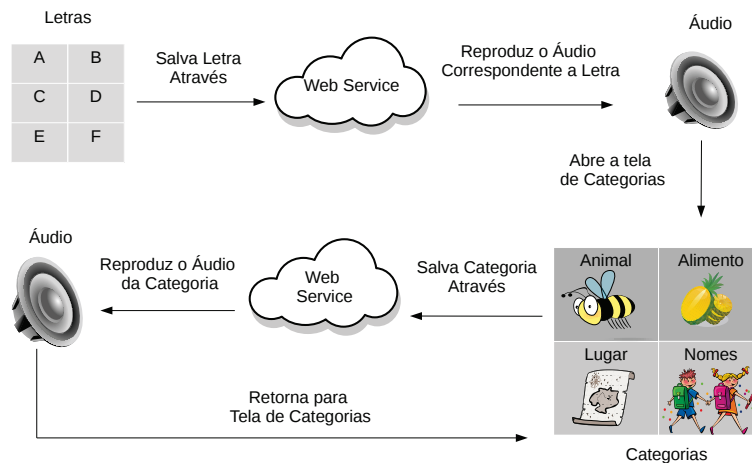 Letras
A B
C D
E F
Salva Letra
Através
Web Service
Reproduz o Áudio
Correspondente a Letra
Áudio
Abre a tela
de Categorias
Animal Alimento
Lugar Nomes
Categorias
Salva Categoria
Através
Web
Service
Reproduz o Áudio
da Categoria
Áudio
Retorna para
Tela de Categorias